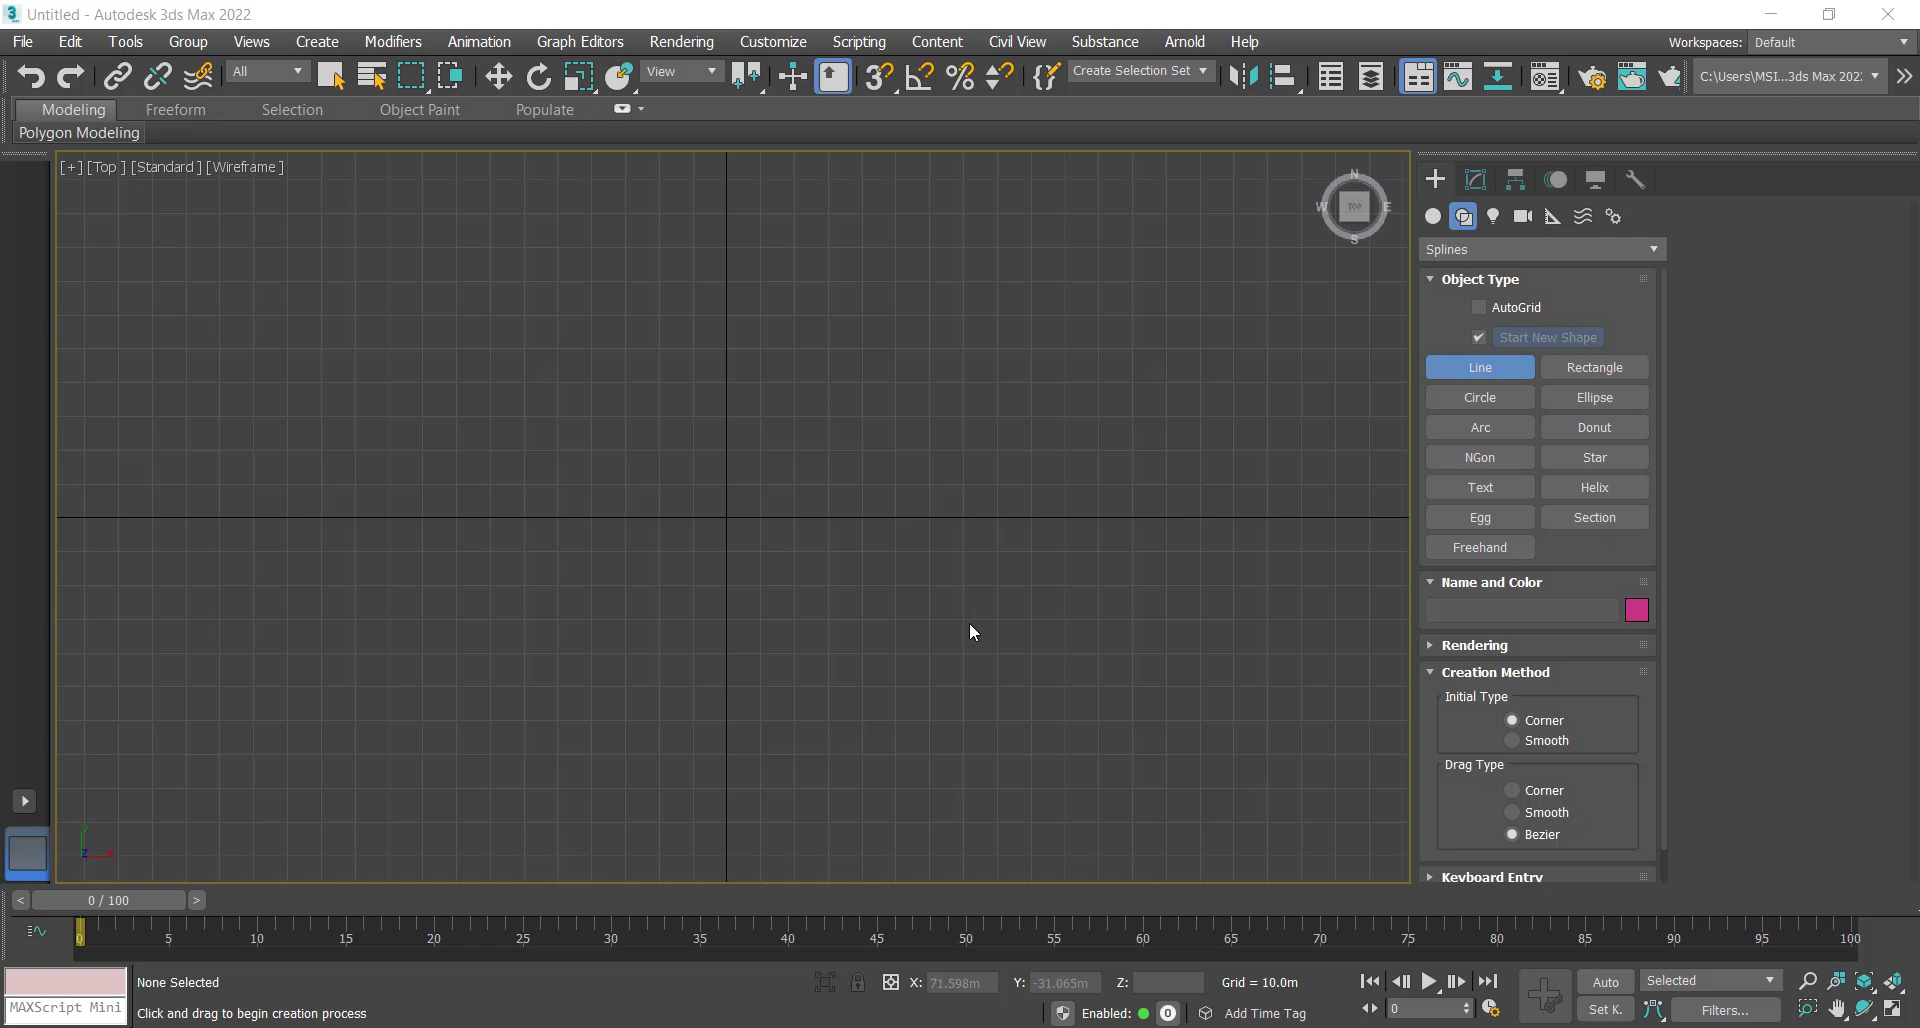 Untitled - Autodesk 3ds Max 2022
File Edit Tools Group Views Create Modifiers Animation Graph Editors Rendering Customize Scripting Content Civil View Substance Arnold Help Workspaces: Default
All View Create Selection Set C:\Users\MSI...3ds Max 202:
Modeling Freeform Selection Object Paint Populate
Polygon Modeling
[+] [Top ] [Standard ] [Wireframe ]
N
W TOP E
S
Splines
Object Type
AutoGrid
Start New Shape
Line Rectangle
Circle Ellipse
Arc Donut
NGon Star
Text Helix
Egg Section
Freehand
Name and Color
Rendering
Creation Method
Initial Type
Corner
Smooth
Drag Type
Corner
Smooth
Bezier
Keyboard Entry
y
z x
< 0 / 100 >
0 5 10 15 20 25 30 35 40 45 50 55 60 65 70 75 80 85 90 95 100
None Selected X: 71.598m Y: -31.065m Z: Grid = 10.0m Auto Selected
MAXScript Mini Click and drag to begin creation process Enabled: 0 Add Time Tag 0 Set K. Filters...